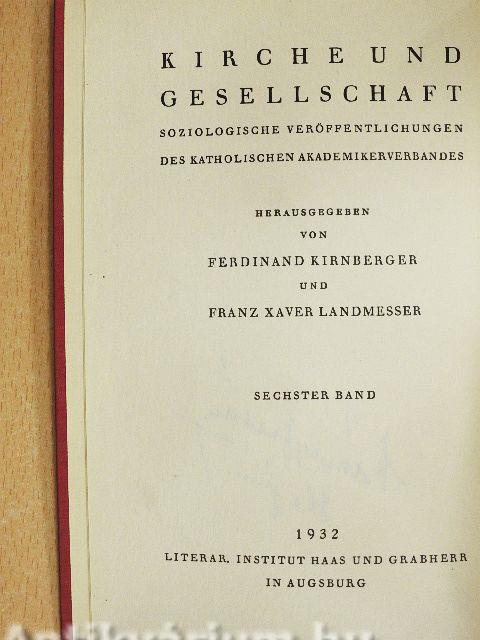 KIRCHE UND
GESELLSCHAFT
SOZIOLOGISCHE VERÖFFENTLICHUNGEN
DES KATHOLISCHEN AKADEMIKERVERBANDES
HERAUSGEGEBEN
VON
FERDINAND KIRNBERGER
UND
FRANZ XAVER LANDMESSER
SECHSTER BAND
1932
LITERAR. INSTITUT HAAS UND GRABHERR
IN AUGSBURG